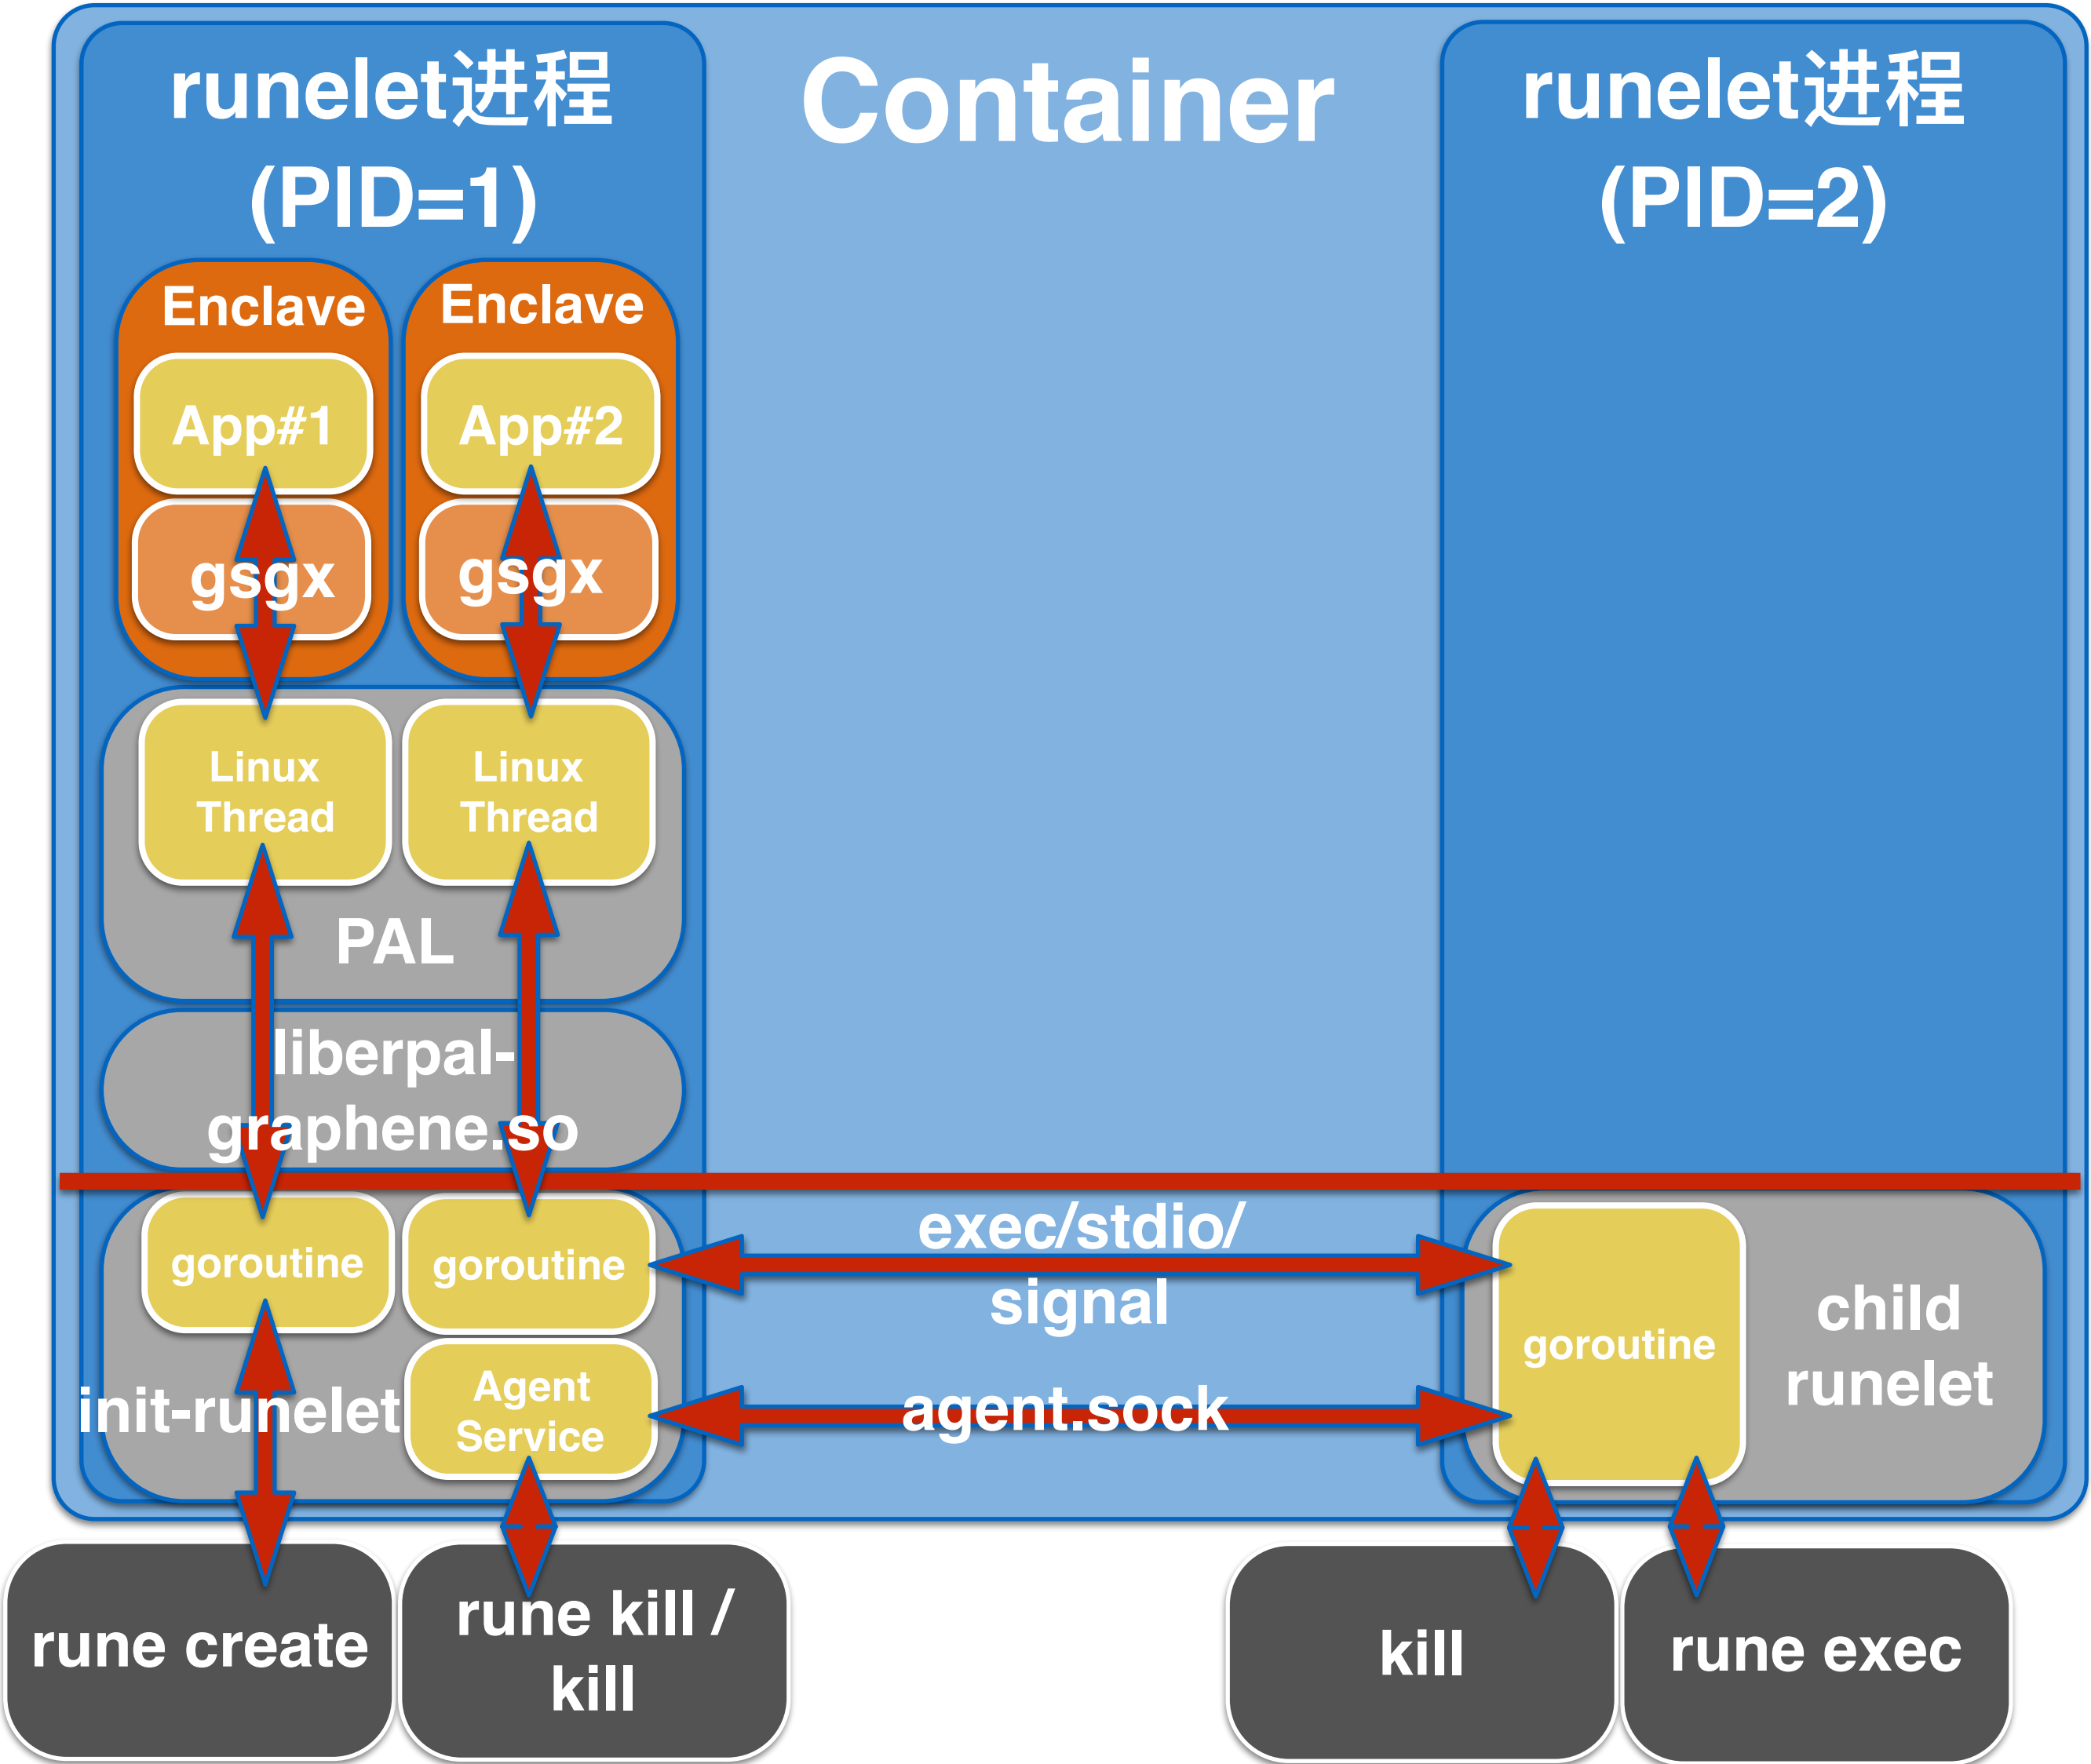 runelet进程
(PID=1)
Container
runelet进程
(PID=2)
Enclave
Enclave
App#1
App#2
gsgx
gsgx
Linux
Thread
Linux
Thread
PAL
liberpal-
graphene.so
goroutine
goroutine
exec/stdio/
signal
goroutine
child
runelet
init-runelet
Agent
Service
agent.sock
rune create
rune kill /
kill
kill
rune exec